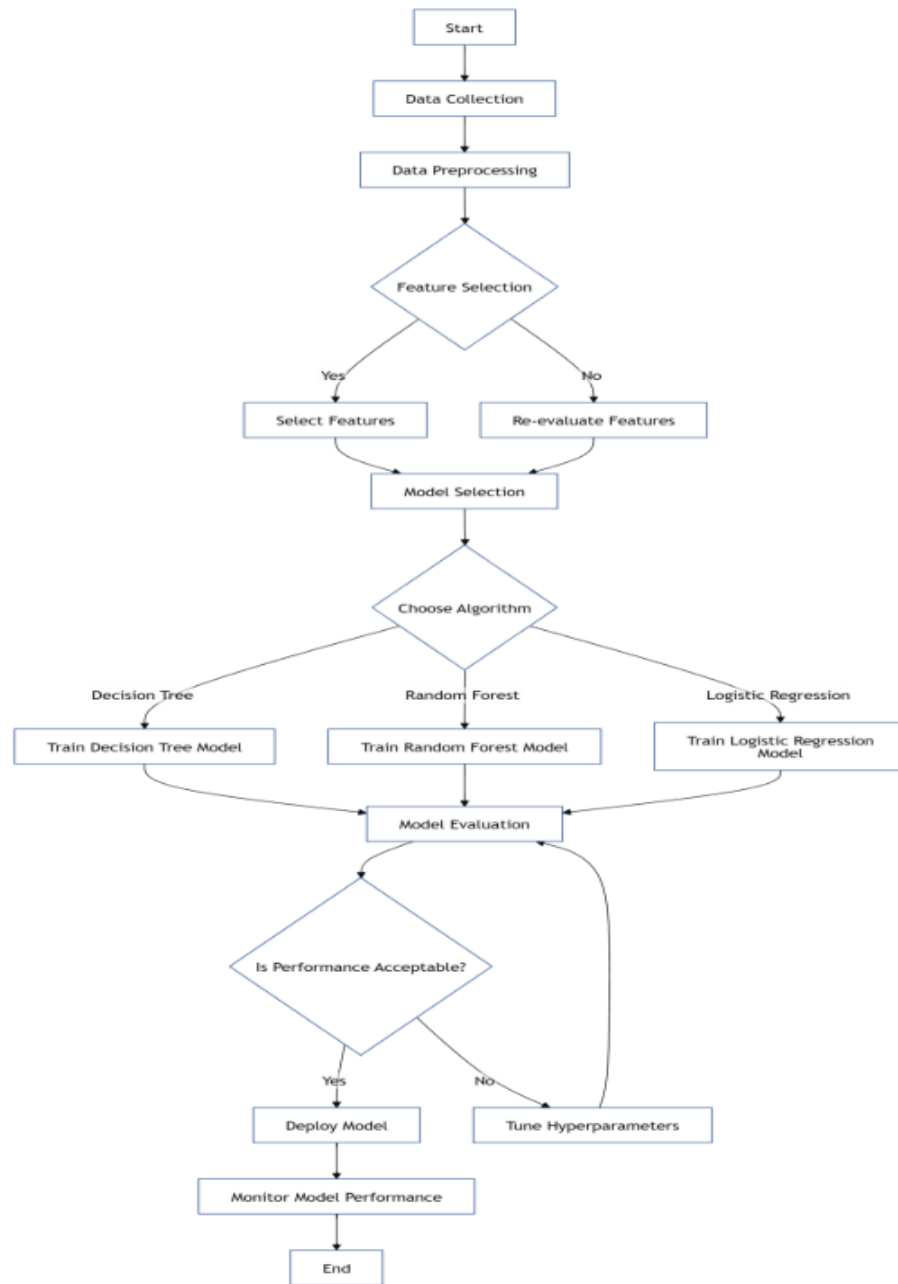 Start
Data Collection
Data Preprocessing
Feature Selection
Yes
No
Select Features
Re-evaluate Features
Model Selection
Choose Algorithm
Decision Tree
Random Forest
Logistic Regression
Train Decision Tree Model
Train Random Forest Model
Train Logistic Regression
Model
Model Evaluation
Is Performance Acceptable?
Yes
No
Deploy Model
Tune Hyperparameters
Monitor Model Performance
End